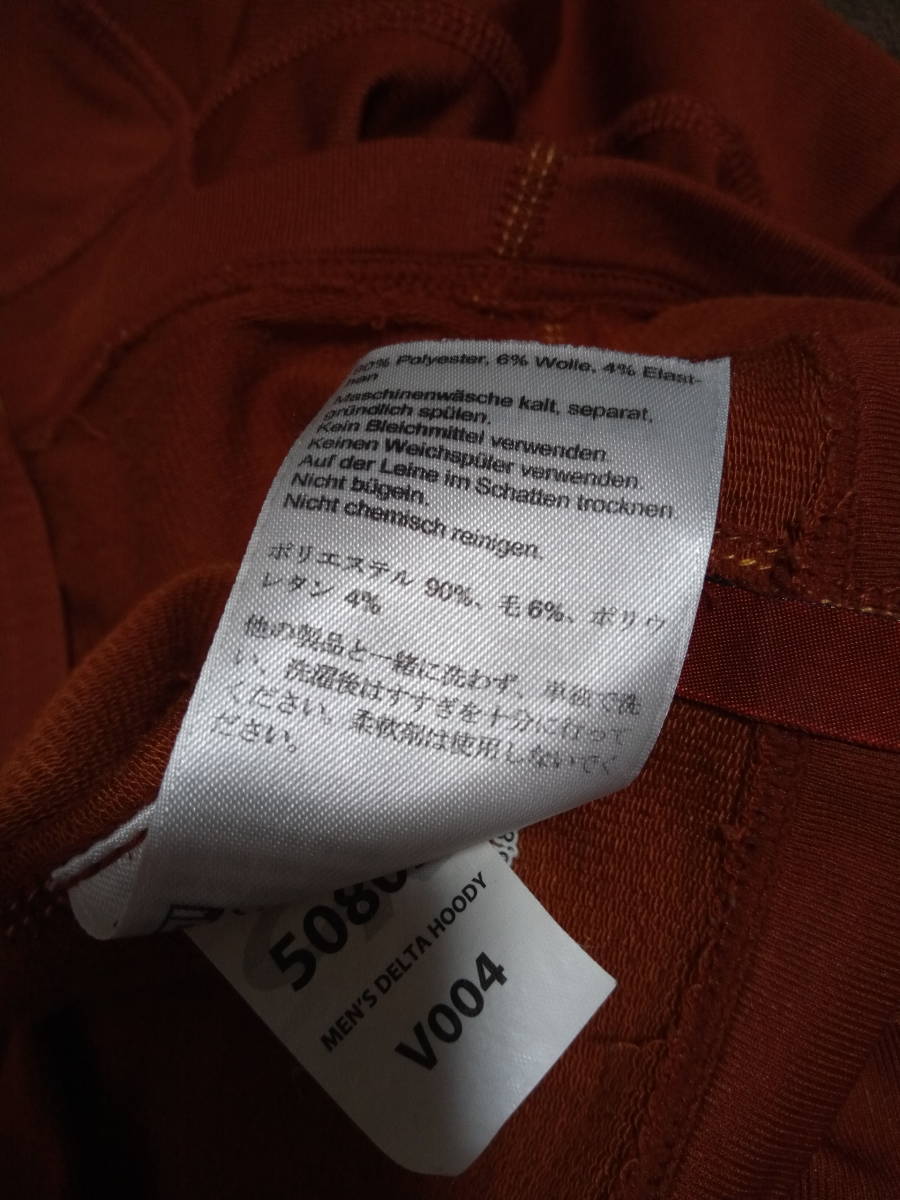 90% Polyester, 6% Wolle, 4% Elast-
han
Maschinenwäsche kalt, separat,
gründlich spülen.
Kein Bleichmittel verwenden
Keinen Weichspüler verwenden.
Auf der Leine im Schatten trocknen.
Nicht bügeln.
Nicht chemisch reinigen.
ポリエステル 90%、毛6%、ポリウ
レタン 4%
他の製品と一緒に洗わず、単独で洗
い、洗濯後はすすぎを十分に行って
ください。柔軟剤は使用しないでく
ださい。
MEN'S DELTA HOODY
V004